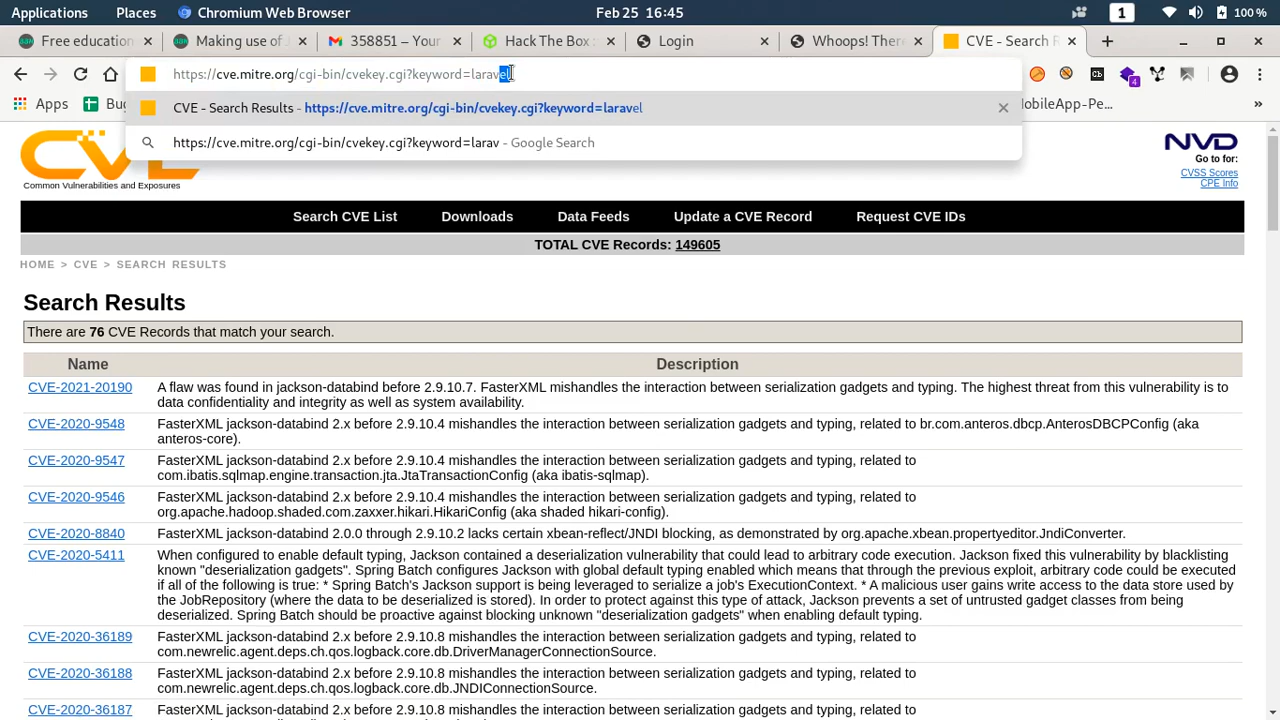 Applications Places Chromium Web Browser Feb 25 16:45 1 100 %
Free education Making use of 358851 – Your Hack The Box : Login Whoops! There CVE - Search R
https://cve.mitre.org/cgi-bin/cvekey.cgi?keyword=laravel
4
Courses Bug CVE - Search Results - https://cve.mitre.org/cgi-bin/cvekey.cgi?keyword=laravel MobileApp-Pe...
https://cve.mitre.org/cgi-bin/cvekey.cgi?keyword=larav - Google Search
CVE
Common Vulnerabilities and Exposures
NVD
Go to for:
CVSS Scores
CPE Info
Search CVE List Downloads Data Feeds Update a CVE Record Request CVE IDs
TOTAL CVE Records: 149605
HOME > CVE > SEARCH RESULTS
Search Results
There are 76 CVE Records that match your search.
Name Description
CVE-2021-20190 A flaw was found in jackson-databind before 2.9.10.7. FasterXML mishandles the interaction between serialization gadgets and typing. The highest threat from this vulnerability is to
data confidentiality and integrity as well as system availability.
CVE-2020-9548 FasterXML jackson-databind 2.x before 2.9.10.4 mishandles the interaction between serialization gadgets and typing, related to br.com.anteros.dbcp.AnterosDBCPConfig (aka
anteros-core).
CVE-2020-9547 FasterXML jackson-databind 2.x before 2.9.10.4 mishandles the interaction between serialization gadgets and typing, related to
com.ibatis.sqlmap.engine.transaction.jta.JtaTransactionConfig (aka ibatis-sqlmap).
CVE-2020-9546 FasterXML jackson-databind 2.x before 2.9.10.4 mishandles the interaction between serialization gadgets and typing, related to
org.apache.hadoop.shaded.com.zaxxer.hikari.HikariConfig (aka shaded hikari-config).
CVE-2020-8840 FasterXML jackson-databind 2.0.0 through 2.9.10.2 lacks certain xbean-reflect/JNDI blocking, as demonstrated by org.apache.xbean.propertyeditor.JndiConverter.
CVE-2020-5411 When configured to enable default typing, Jackson contained a deserialization vulnerability that could lead to arbitrary code execution. Jackson fixed this vulnerability by blacklisting
known "deserialization gadgets". Spring Batch configures Jackson with global default typing enabled which means that through the previous exploit, arbitrary code could be executed
if all of the following is true: * Spring Batch's Jackson support is being leveraged to serialize a job's ExecutionContext. * A malicious user gains write access to the data store used by
the JobRepository (where the data to be deserialized is stored). In order to protect against this type of attack, Jackson prevents a set of untrusted gadget classes from being
deserialized. Spring Batch should be proactive against blocking unknown "deserialization gadgets" when enabling default typing.
CVE-2020-36189 FasterXML jackson-databind 2.x before 2.9.10.8 mishandles the interaction between serialization gadgets and typing, related to
com.newrelic.agent.deps.ch.qos.logback.core.db.DriverManagerConnectionSource.
CVE-2020-36188 FasterXML jackson-databind 2.x before 2.9.10.8 mishandles the interaction between serialization gadgets and typing, related to
com.newrelic.agent.deps.ch.qos.logback.core.db.JNDIConnectionSource.
CVE-2020-36187 FasterXML jackson-databind 2.x before 2.9.10.8 mishandles the interaction between serialization gadgets and typing, related to